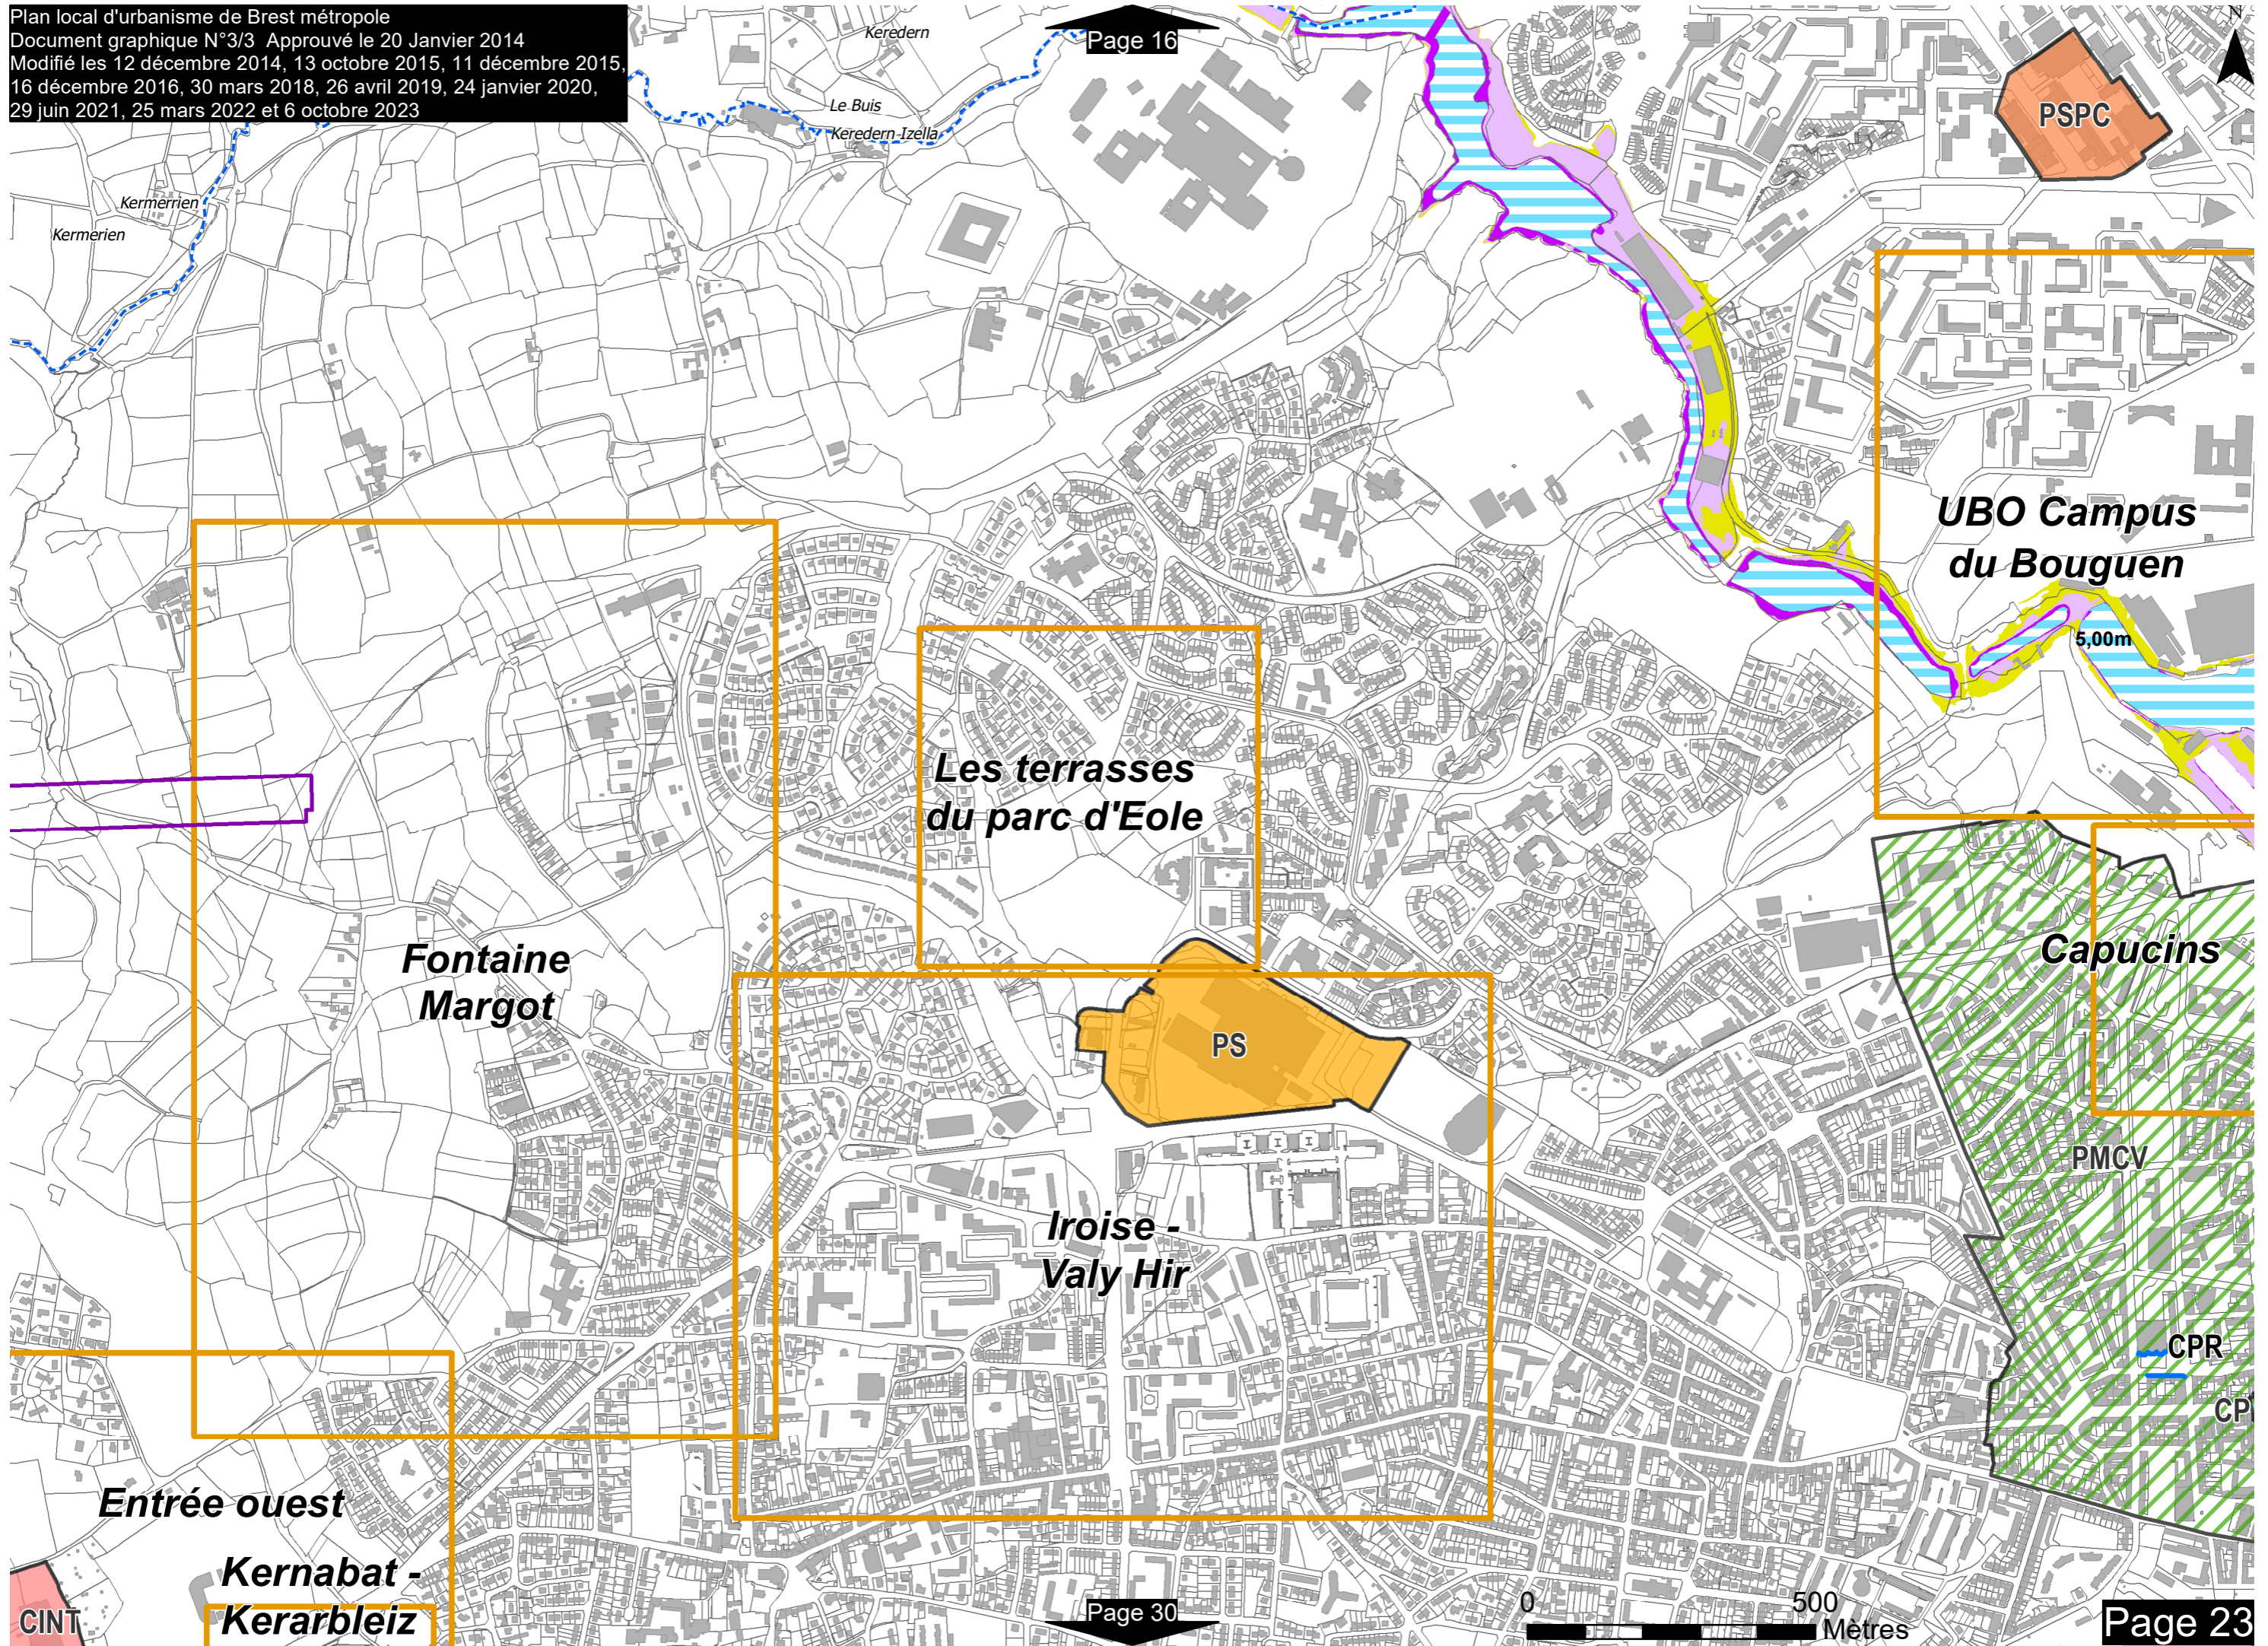 Plan local d'urbanisme de Brest métropole
Document graphique N°3/3 Approuvé le 20 Janvier 2014
Modifié les 12 décembre 2014, 13 octobre 2015, 11 décembre 2015,
16 décembre 2016, 30 mars 2018, 26 avril 2019, 24 janvier 2020,
29 juin 2021, 25 mars 2022 et 6 octobre 2023
Page 16
N
Keredern
Le Buis
Keredern-Izella
PSPC
Kermerrien
Kermerien
UBO Campus
du Bouguen
5,00m
Les terrasses
du parc d'Eole
Fontaine
Margot
Capucins
PS
PMCV
Iroise -
Valy Hir
CPR
CP
Entrée ouest
Kernabat -
Kerarbleiz
CINT
Page 30
0 500
Mètres
Page 23